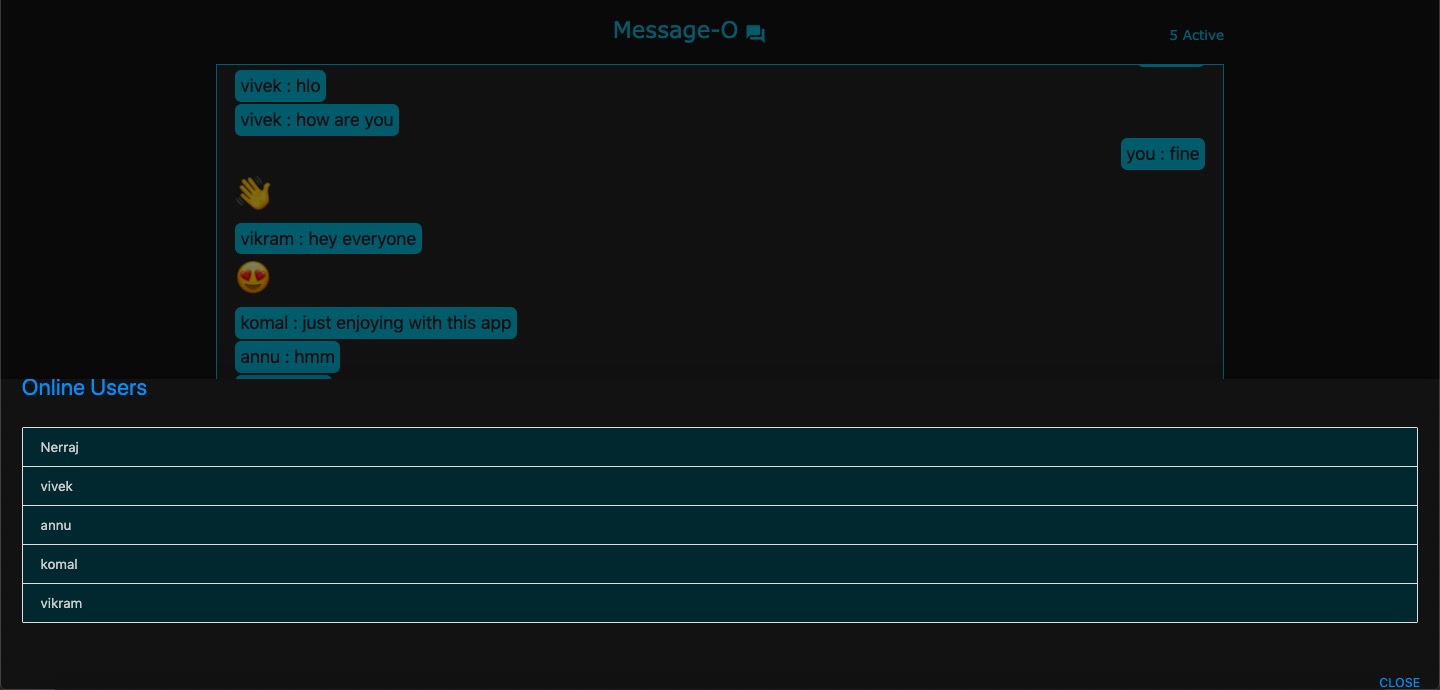 Message-O
5 Active
vivek : hlo
vivek : how are you
you : fine
👋
vikram : hey everyone
😍
komal : just enjoying with this app
annu : hmm
Online Users
Nerraj
vivek
annu
komal
vikram
CLOSE